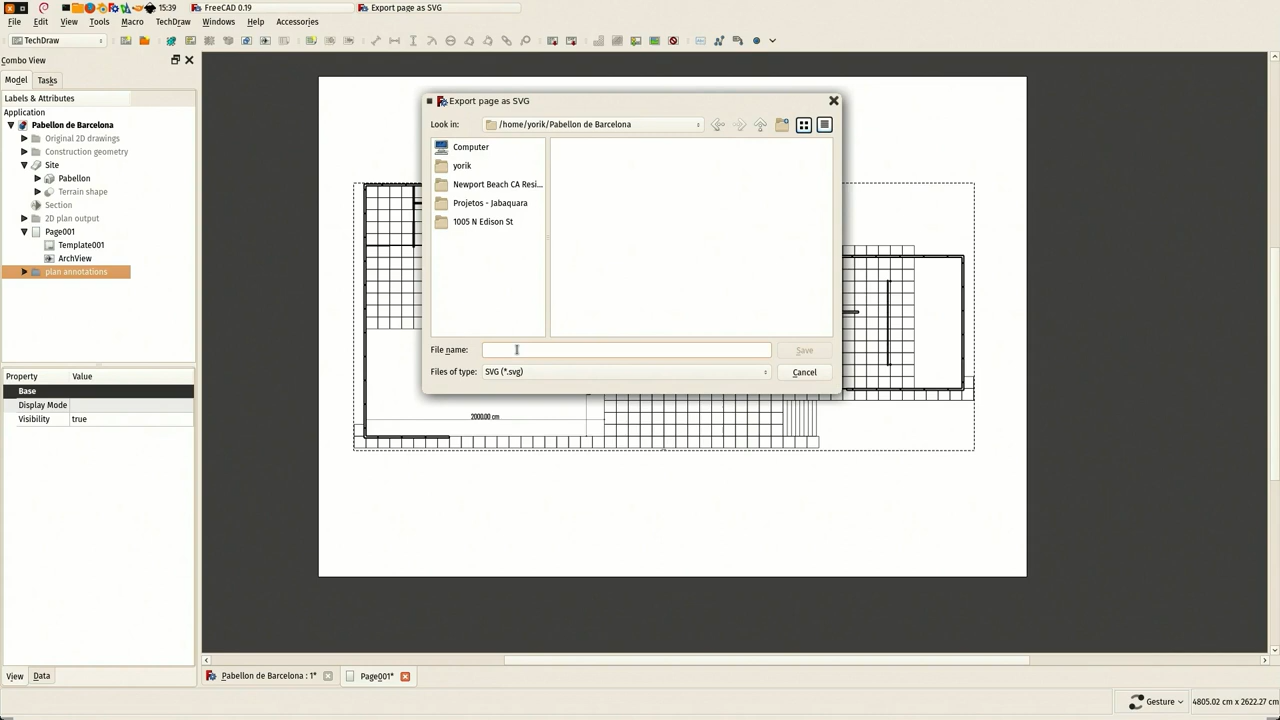 15:39 FreeCAD 0.19 Export page as SVG
File Edit View Tools Macro TechDraw Windows Help Accessories
TechDraw
Combo View
Model Tasks
Labels & Attributes
Application
Pabellon de Barcelona
Original 2D drawings
Construction geometry
Site
Pabellon
Terrain shape
Section
2D plan output
Page001
Template001
ArchView
plan annotations
Export page as SVG
Look in: /home/yorik/Pabellon de Barcelona
Computer
yorik
Newport Beach CA Resi...
Projetos - Jabaquara
1005 N Edison St
File name: Save
Files of type: SVG (*.svg) Cancel
2000.00 cm
Property Value
Base
Display Mode
Visibility true
View Data
Pabellon de Barcelona : 1* Page001*
Gesture 4805.02 cm x 2622.27 cm